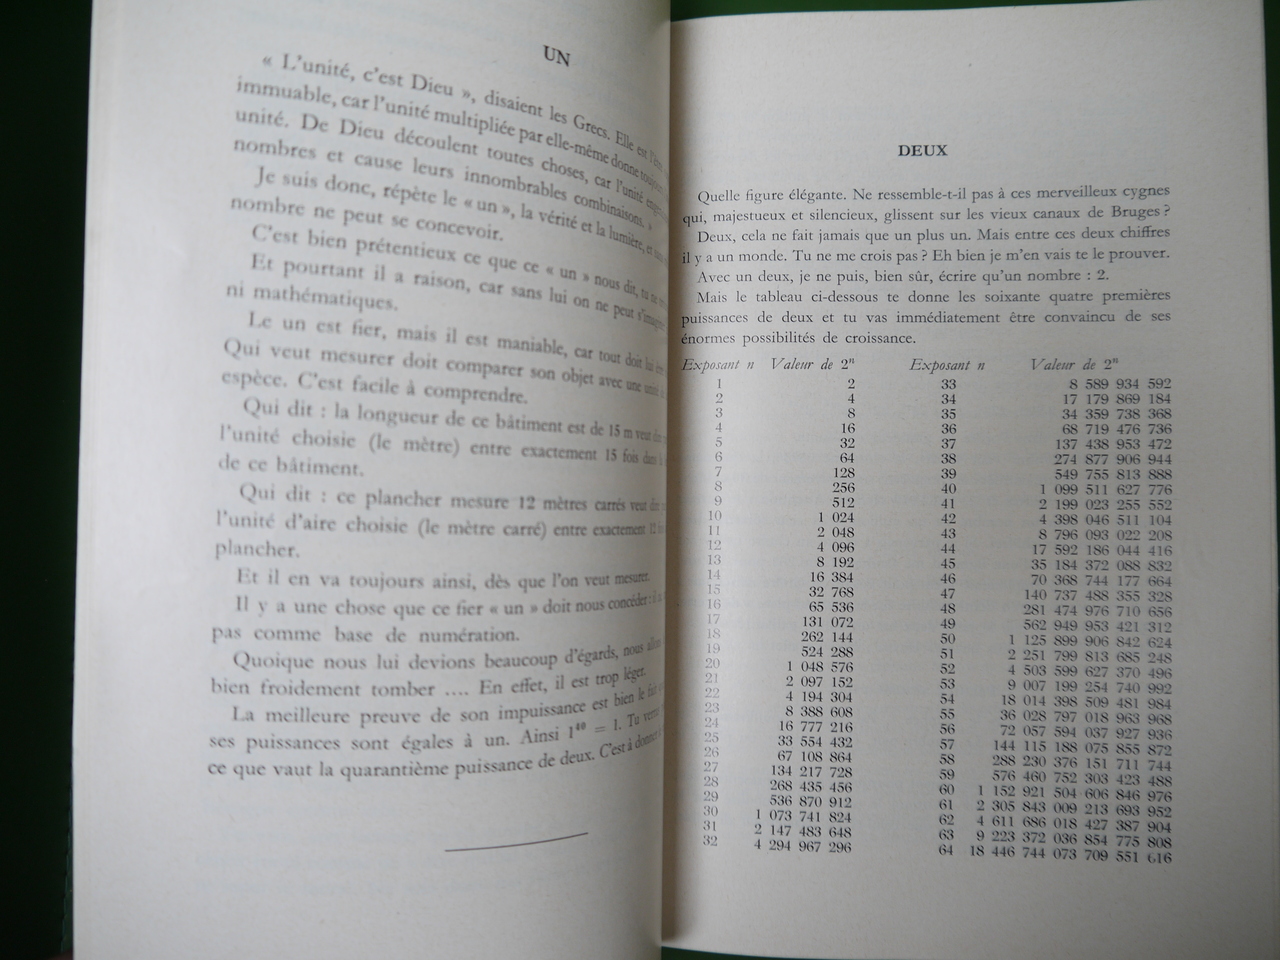 UN
« L'unité, c'est Dieu », disaient les Grecs. Elle est
immuable, car l'unité multipliée par elle-même donne
unité. De Dieu découlent toutes choses, car l'unité
nombres et cause leurs innombrables combinaisons. »
Je suis donc, répète le « un », la vérité et la lumière, et
nombre ne peut se concevoir.
C'est bien prétentieux ce que ce « un » nous dit, tu ne
Et pourtant il a raison, car sans lui on ne peut
ni mathématiques.
Le un est fier, mais il est maniable, car tout doit lui
Qui veut mesurer doit comparer son objet avec une
espèce. C'est facile à comprendre.
Qui dit : la longueur de ce bâtiment est de 15 m veut
l'unité choisie (le mètre) entre exactement 15 fois dans
de ce bâtiment.
Qui dit : ce plancher mesure 12 mètres carrés veut
l'unité d'aire choisie (le mètre carré) entre exactement 12
plancher.
Et il en va toujours ainsi, dès que l'on veut mesurer.
Il y a une chose que ce fier « un » doit nous concéder :
pas comme base de numération.
Quoique nous lui devions beaucoup d'égards, nous
bien froidement tomber .... En effet, il est trop léger.
La meilleure preuve de son impuissance est bien le fait
ses puissances sont égales à un. Ainsi 1⁴⁰ = 1. Tu
ce que vaut la quarantième puissance de deux. C'est à donner
DEUX
Quelle figure élégante. Ne ressemble-t-il pas à ces merveilleux cygnes
qui, majestueux et silencieux, glissent sur les vieux canaux de Bruges ?
Deux, cela ne fait jamais que un plus un. Mais entre ces deux chiffres
il y a un monde. Tu ne me crois pas ? Eh bien je m'en vais te le prouver.
Avec un deux, je ne puis, bien sûr, écrire qu'un nombre : 2.
Mais le tableau ci-dessous te donne les soixante quatre premières
puissances de deux et tu vas immédiatement être convaincu de ses
énormes possibilités de croissance.
Exposant n Valeur de 2ⁿ Exposant n Valeur de 2ⁿ
1 2 33 8 589 934 592
2 4 34 17 179 869 184
3 8 35 34 359 738 368
4 16 36 68 719 476 736
5 32 37 137 438 953 472
6 64 38 274 877 906 944
7 128 39 549 755 813 888
8 256 40 1 099 511 627 776
9 512 41 2 199 023 255 552
10 1 024 42 4 398 046 511 104
11 2 048 43 8 796 093 022 208
12 4 096 44 17 592 186 044 416
13 8 192 45 35 184 372 088 832
14 16 384 46 70 368 744 177 664
15 32 768 47 140 737 488 355 328
16 65 536 48 281 474 976 710 656
17 131 072 49 562 949 953 421 312
18 262 144 50 1 125 899 906 842 624
19 524 288 51 2 251 799 813 685 248
20 1 048 576 52 4 503 599 627 370 496
21 2 097 152 53 9 007 199 254 740 992
22 4 194 304 54 18 014 398 509 481 984
23 8 388 608 55 36 028 797 018 963 968
24 16 777 216 56 72 057 594 037 927 936
25 33 554 432 57 144 115 188 075 855 872
26 67 108 864 58 288 230 376 151 711 744
27 134 217 728 59 576 460 752 303 423 488
28 268 435 456 60 1 152 921 504 606 846 976
29 536 870 912 61 2 305 843 009 213 693 952
30 1 073 741 824 62 4 611 686 018 427 387 904
31 2 147 483 648 63 9 223 372 036 854 775 808
32 4 294 967 296 64 18 446 744 073 709 551 616